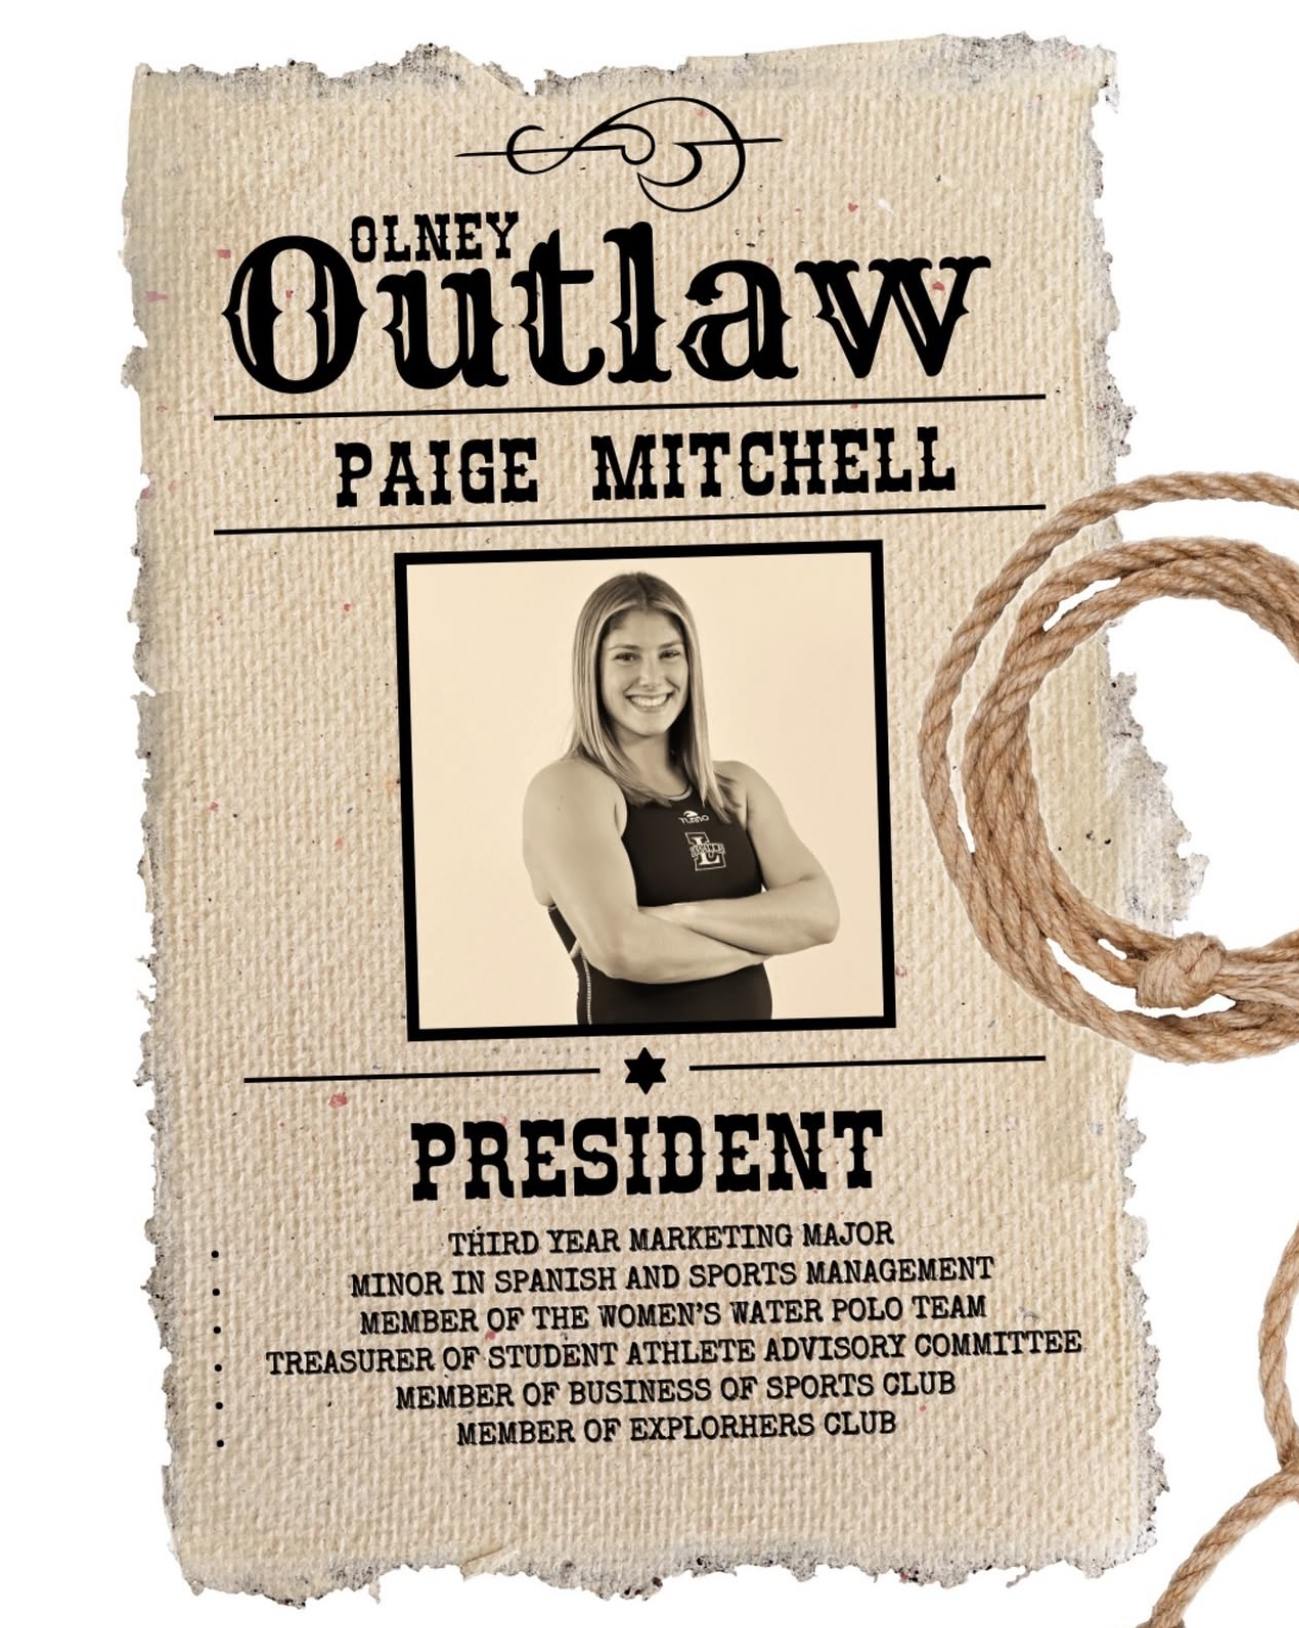 OLNEY
Outlaw
PAIGE MITCHELL
TURBO
L
PRESIDENT
• THIRD YEAR MARKETING MAJOR
• MINOR IN SPANISH AND SPORTS MANAGEMENT
• MEMBER OF THE WOMEN'S WATER POLO TEAM
• TREASURER OF STUDENT ATHLETE ADVISORY COMMITTEE
• MEMBER OF BUSINESS OF SPORTS CLUB
• MEMBER OF EXPLORHERS CLUB